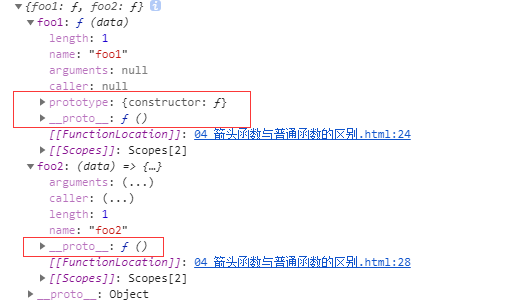 {foo1: ƒ, foo2: ƒ} i
foo1: ƒ (data)
length: 1
name: "foo1"
arguments: null
caller: null
prototype: {constructor: ƒ}
__proto__: ƒ ()
[[FunctionLocation]]: 04 箭头函数与普通函数的区别.html:24
[[Scopes]]: Scopes[2]
foo2: (data) => {…}
arguments: (...)
caller: (...)
length: 1
name: "foo2"
__proto__: ƒ ()
[[FunctionLocation]]: 04 箭头函数与普通函数的区别.html:28
[[Scopes]]: Scopes[2]
__proto__: Object